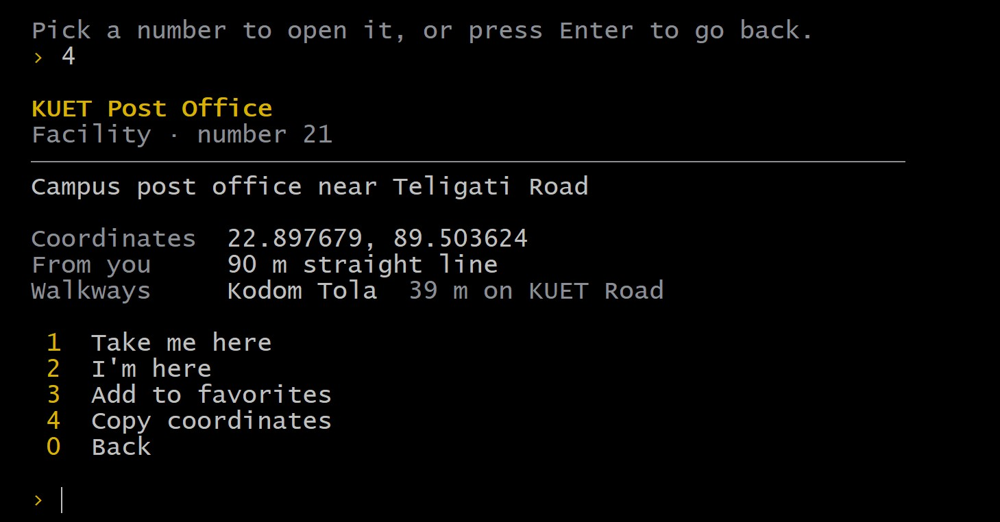 Pick a number to open it, or press Enter to go back.
› 4
KUET Post Office
Facility · number 21
Campus post office near Teligati Road
Coordinates  22.897679, 89.503624
From you     90 m straight line
Walkways     Kodom Tola  39 m on KUET Road
1  Take me here
2  I'm here
3  Add to favorites
4  Copy coordinates
0  Back
›